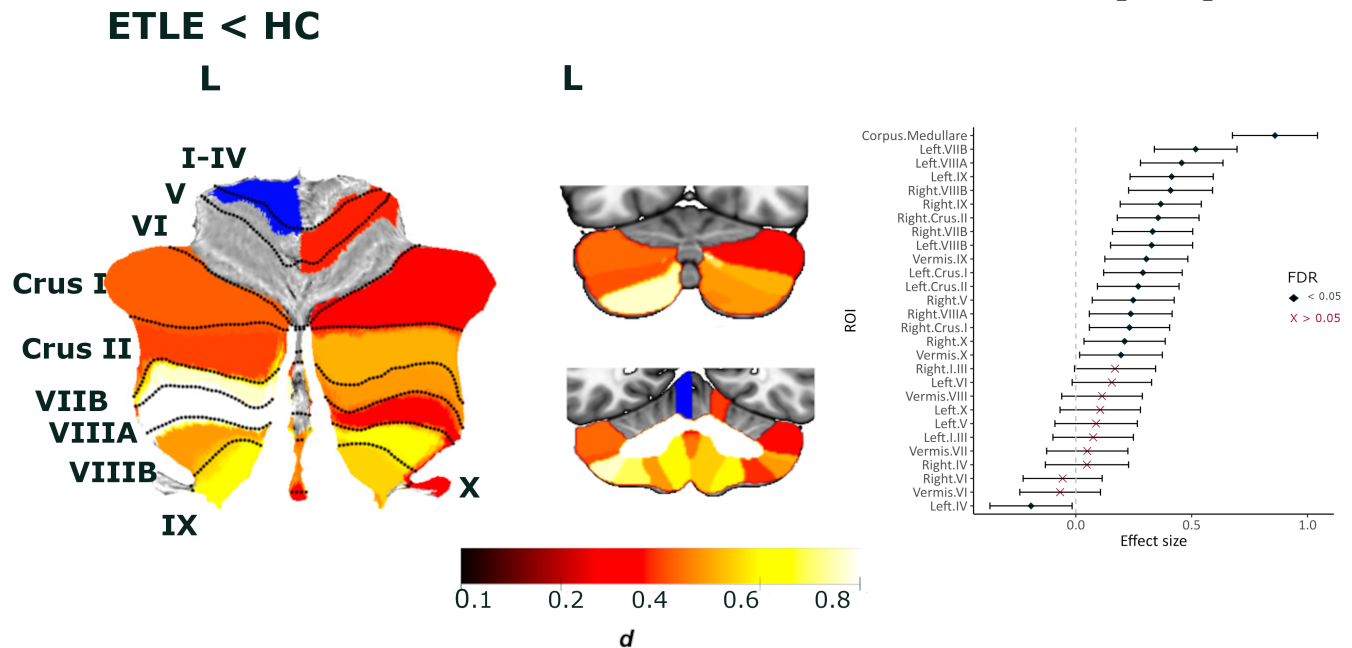 ETLE < HC
L
L
I-IV
V
VI
Crus I
Crus II
VIIB
VIIIA
VIIIB
IX
X
0.1 0.2 0.4 0.6 0.8
d
ROI
Corpus.Medullare
Left.VIIB
Left.VIIIA
Left.IX
Right.VIIIB
Right.IX
Right.Crus.II
Right.VIIB
Left.VIIIB
Vermis.IX
Left.Crus.I
Left.Crus.II
Right.V
Right.VIIIA
Right.Crus.I
Right.X
Vermis.X
Right.I.III
Left.VI
Vermis.VIII
Left.X
Left.V
Left.I.III
Vermis.VII
Right.IV
Right.VI
Vermis.VI
Left.IV
0.0 0.5 1.0
Effect size
FDR
< 0.05
> 0.05